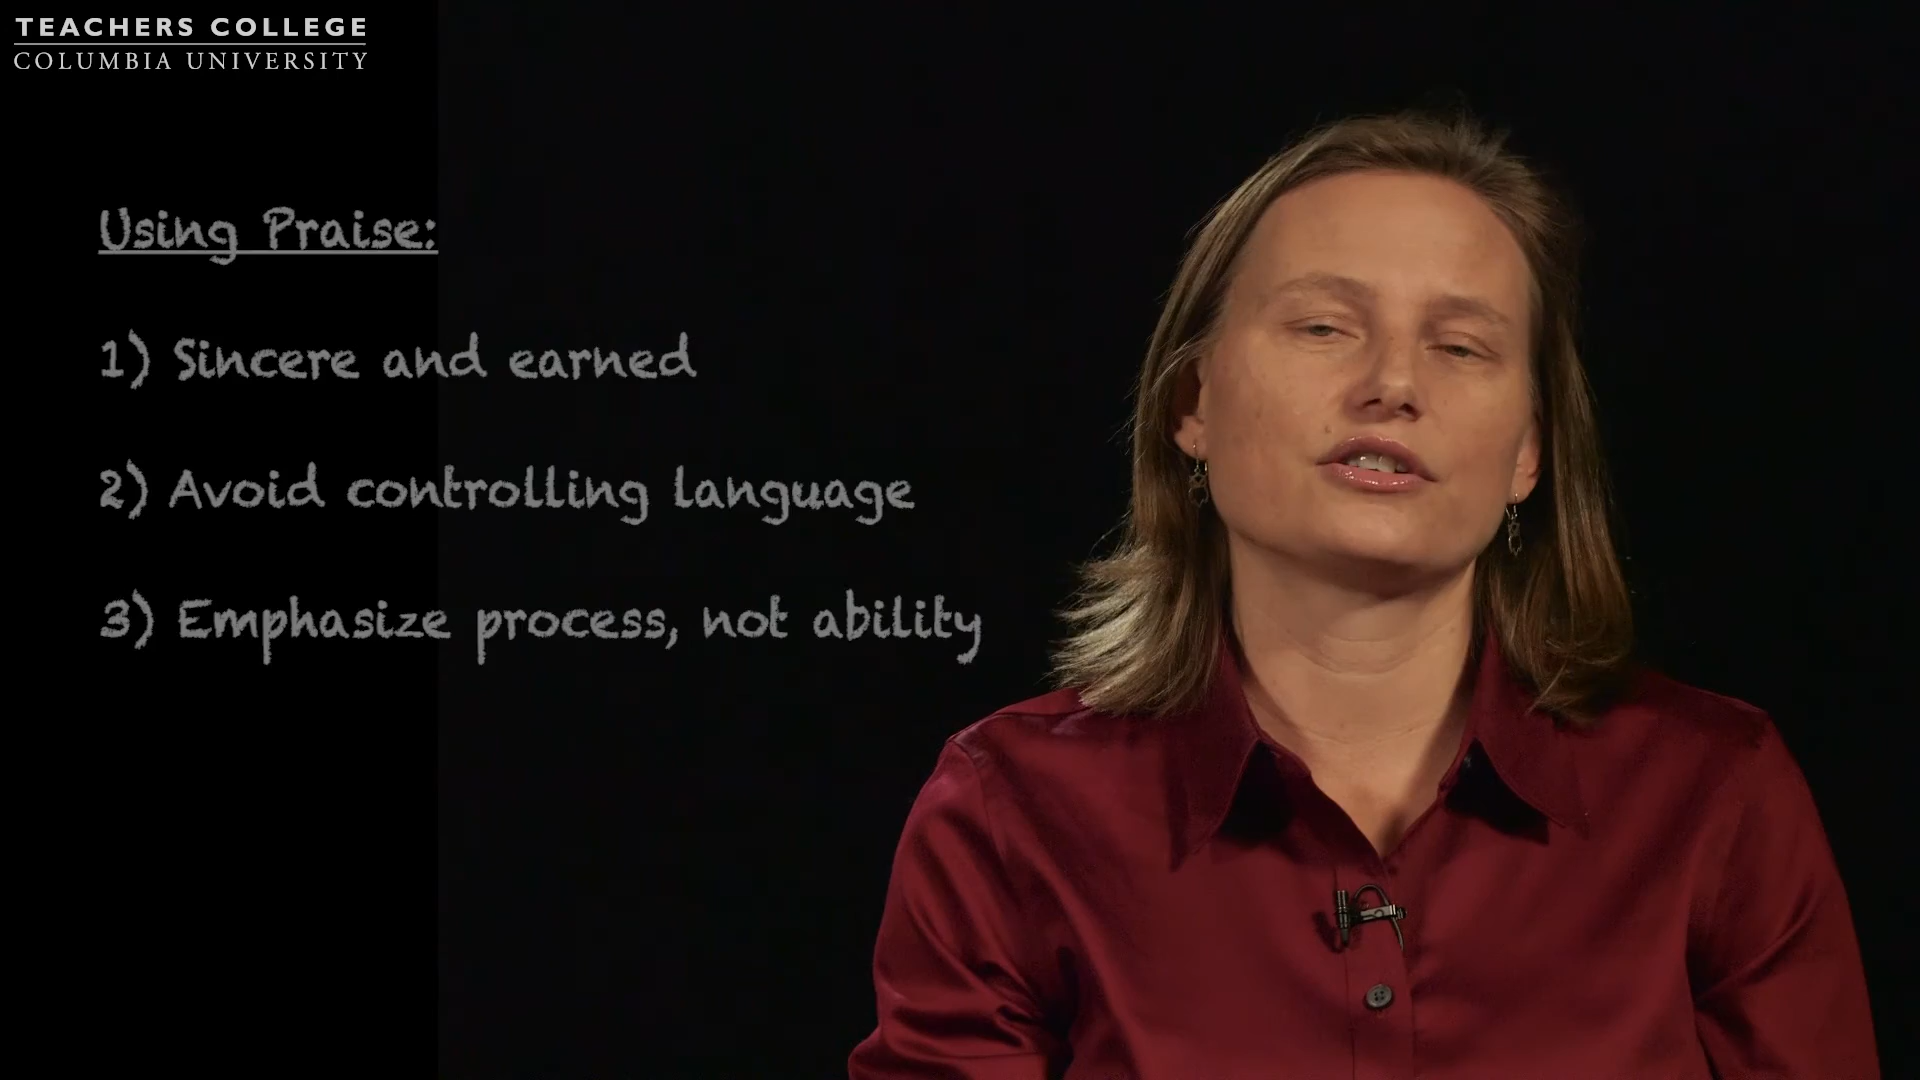 TEACHERS COLLEGE
COLUMBIA UNIVERSITY
Using Praise:
1) Sincere and earned
2) Avoid controlling language
3) Emphasize process, not ability